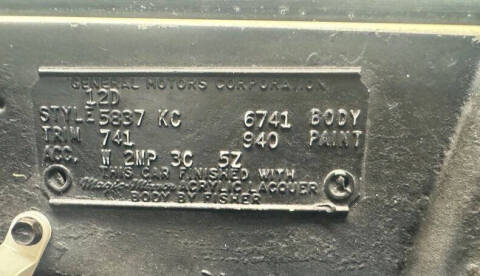 GENERAL MOTORS CORPORATION
12D
STYLE 5837 KC 6741 BODY
TRIM 741 940 PAINT
ACC. W 2MP 3C 5Z
THIS CAR FINISHED WITH
Magic-Mirror ACRYLIC LACQUER
BODY BY FISHER